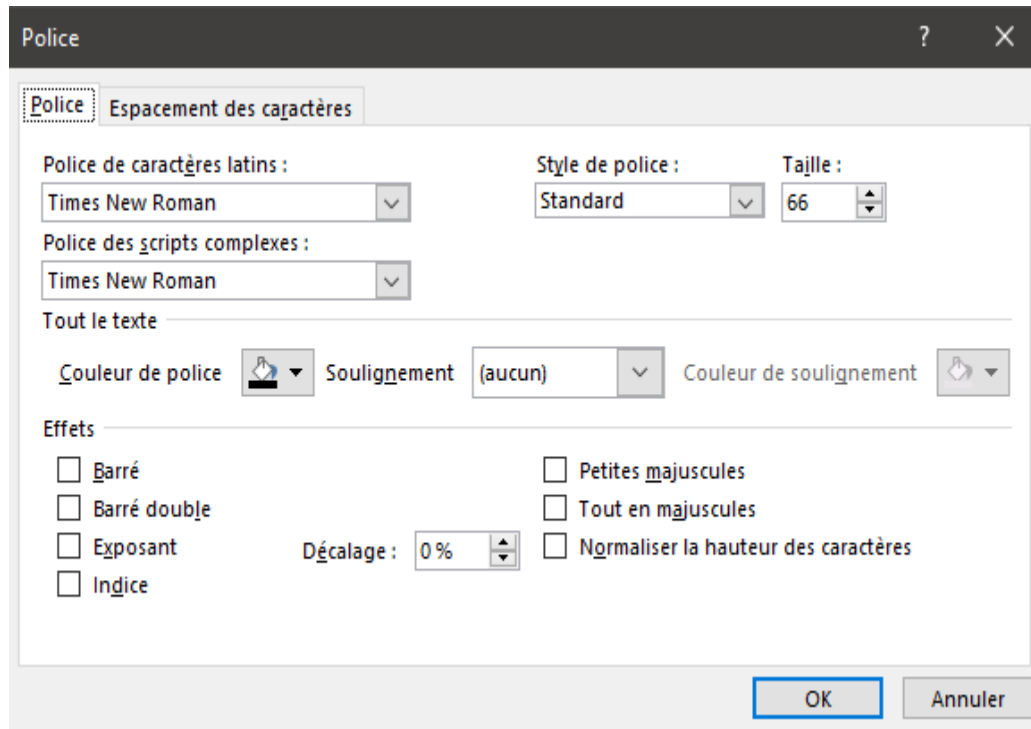 Police ?
Police Espacement des caractères
Police de caractères latins : Style de police : Taille :
Times New Roman Standard 66
Police des scripts complexes :
Times New Roman
Tout le texte
Couleur de police Soulignement (aucun) Couleur de soulignement
Effets
Barré Petites majuscules
Barré double Tout en majuscules
Exposant Décalage : 0 % Normaliser la hauteur des caractères
Indice
OK Annuler